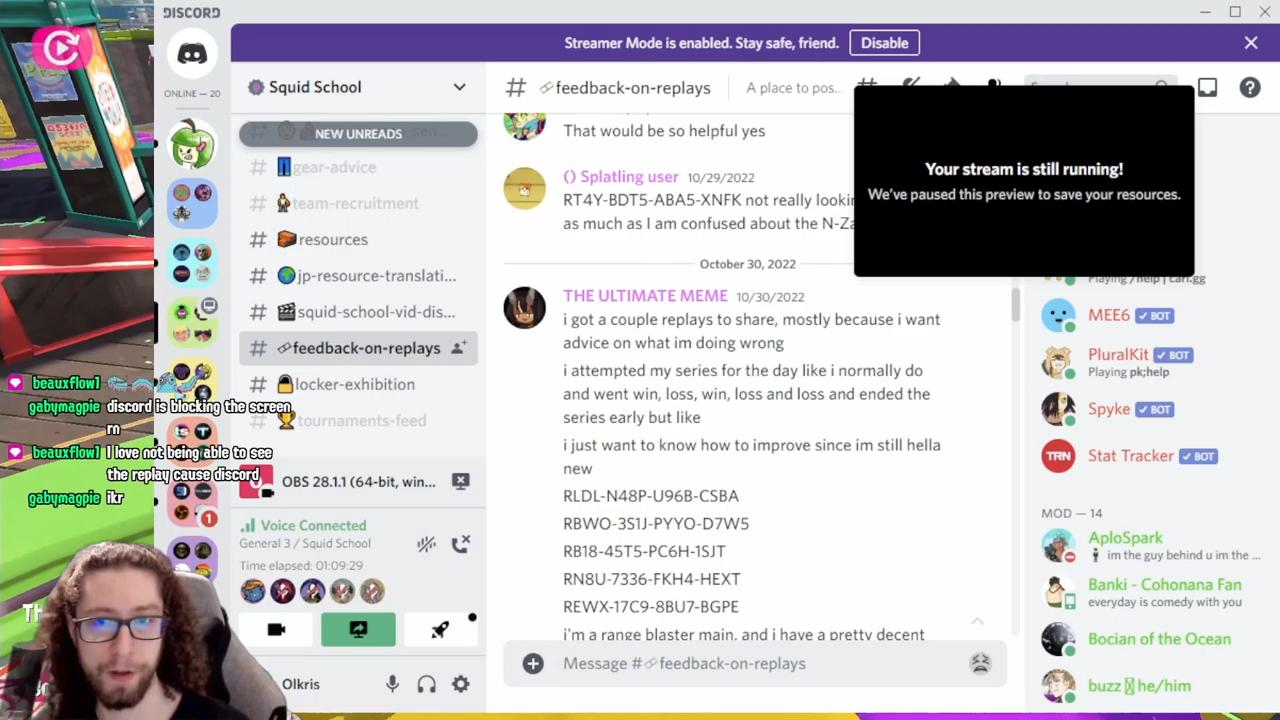 DISCORD
Streamer Mode is enabled. Stay safe, friend.
Disable
ONLINE — 20
Squid School
NEW UNREADS
# gear-advice
# team-recruitment
# resources
# jp-resource-translati...
# squid-school-vid-dis...
# feedback-on-replays
# locker-exhibition
# tournaments-feed
OBS 28.1.1 (64-bit, win...
Voice Connected
General 3 / Squid School
Time elapsed: 01:09:29
Olkris
1
# feedback-on-replays
A place to pos...
That would be so helpful yes
() Splatling user 10/29/2022
RT4Y-BDT5-ABA5-XNFK not really lookin
as much as I am confused about the N-Za
October 30, 2022
THE ULTIMATE MEME 10/30/2022
i got a couple replays to share, mostly because i want
advice on what im doing wrong
i attempted my series for the day like i normally do
and went win, loss, win, loss and loss and ended the
series early but like
i just want to know how to improve since im still hella
new
RLDL-N48P-U96B-CSBA
RBWO-3S1J-PYYO-D7W5
RB18-45T5-PC6H-1SJT
RN8U-7336-FKH4-HEXT
REWX-17C9-8BU7-BGPE
i'm a range blaster main, and i have a pretty decent
Message # feedback-on-replays
Your stream is still running!
We've paused this preview to save your resources.
Playing /help | carl.gg
MEE6 ✓ BOT
PluralKit ✓ BOT
Playing pk;help
Spyke ✓ BOT
TRN
Stat Tracker ✓ BOT
MOD — 14
AploSpark
im the guy behind u im the ...
Banki - Cohonana Fan
everyday is comedy with you
Bocian of the Ocean
buzz he/him
beauxflow1
gabymagpie discord is blocking the screen
rn
beauxflow1 I love not being able to see
the replay cause discord
gabymagpie ikr